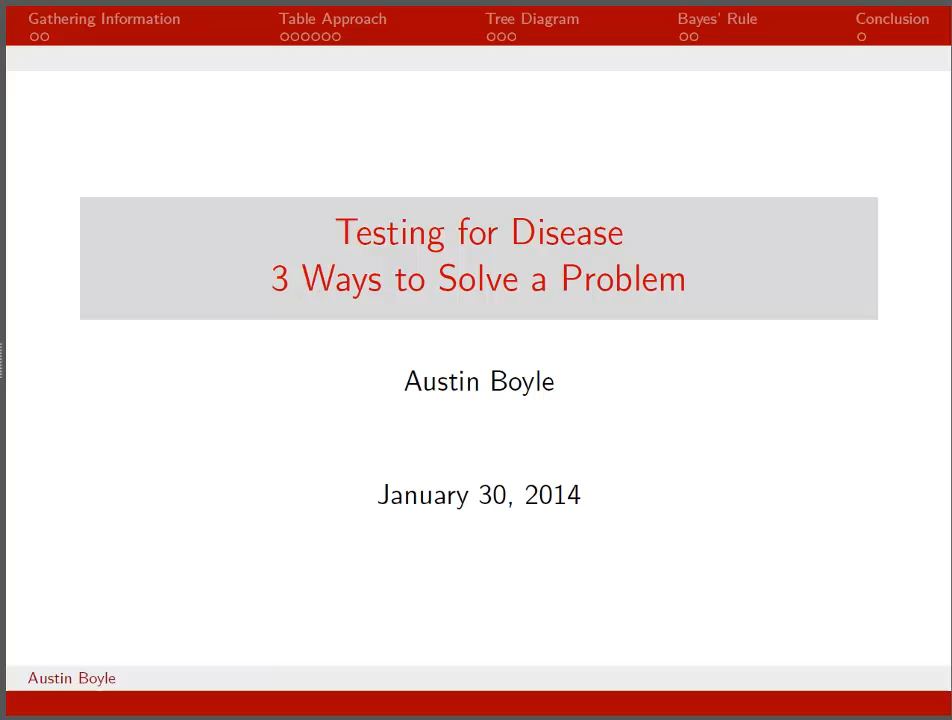 Gathering Information Table Approach Tree Diagram Bayes' Rule Conclusion
Testing for Disease
3 Ways to Solve a Problem
Austin Boyle
January 30, 2014
Austin Boyle